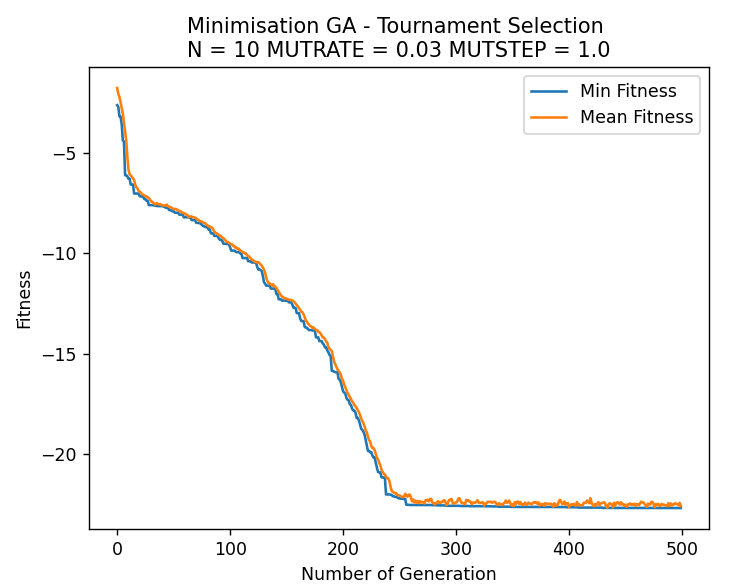 Minimisation GA - Tournament Selection
N = 10 MUTRATE = 0.03 MUTSTEP = 1.0
Min Fitness
Mean Fitness
−5
−10
−15
−20
Fitness
0 100 200 300 400 500
Number of Generation